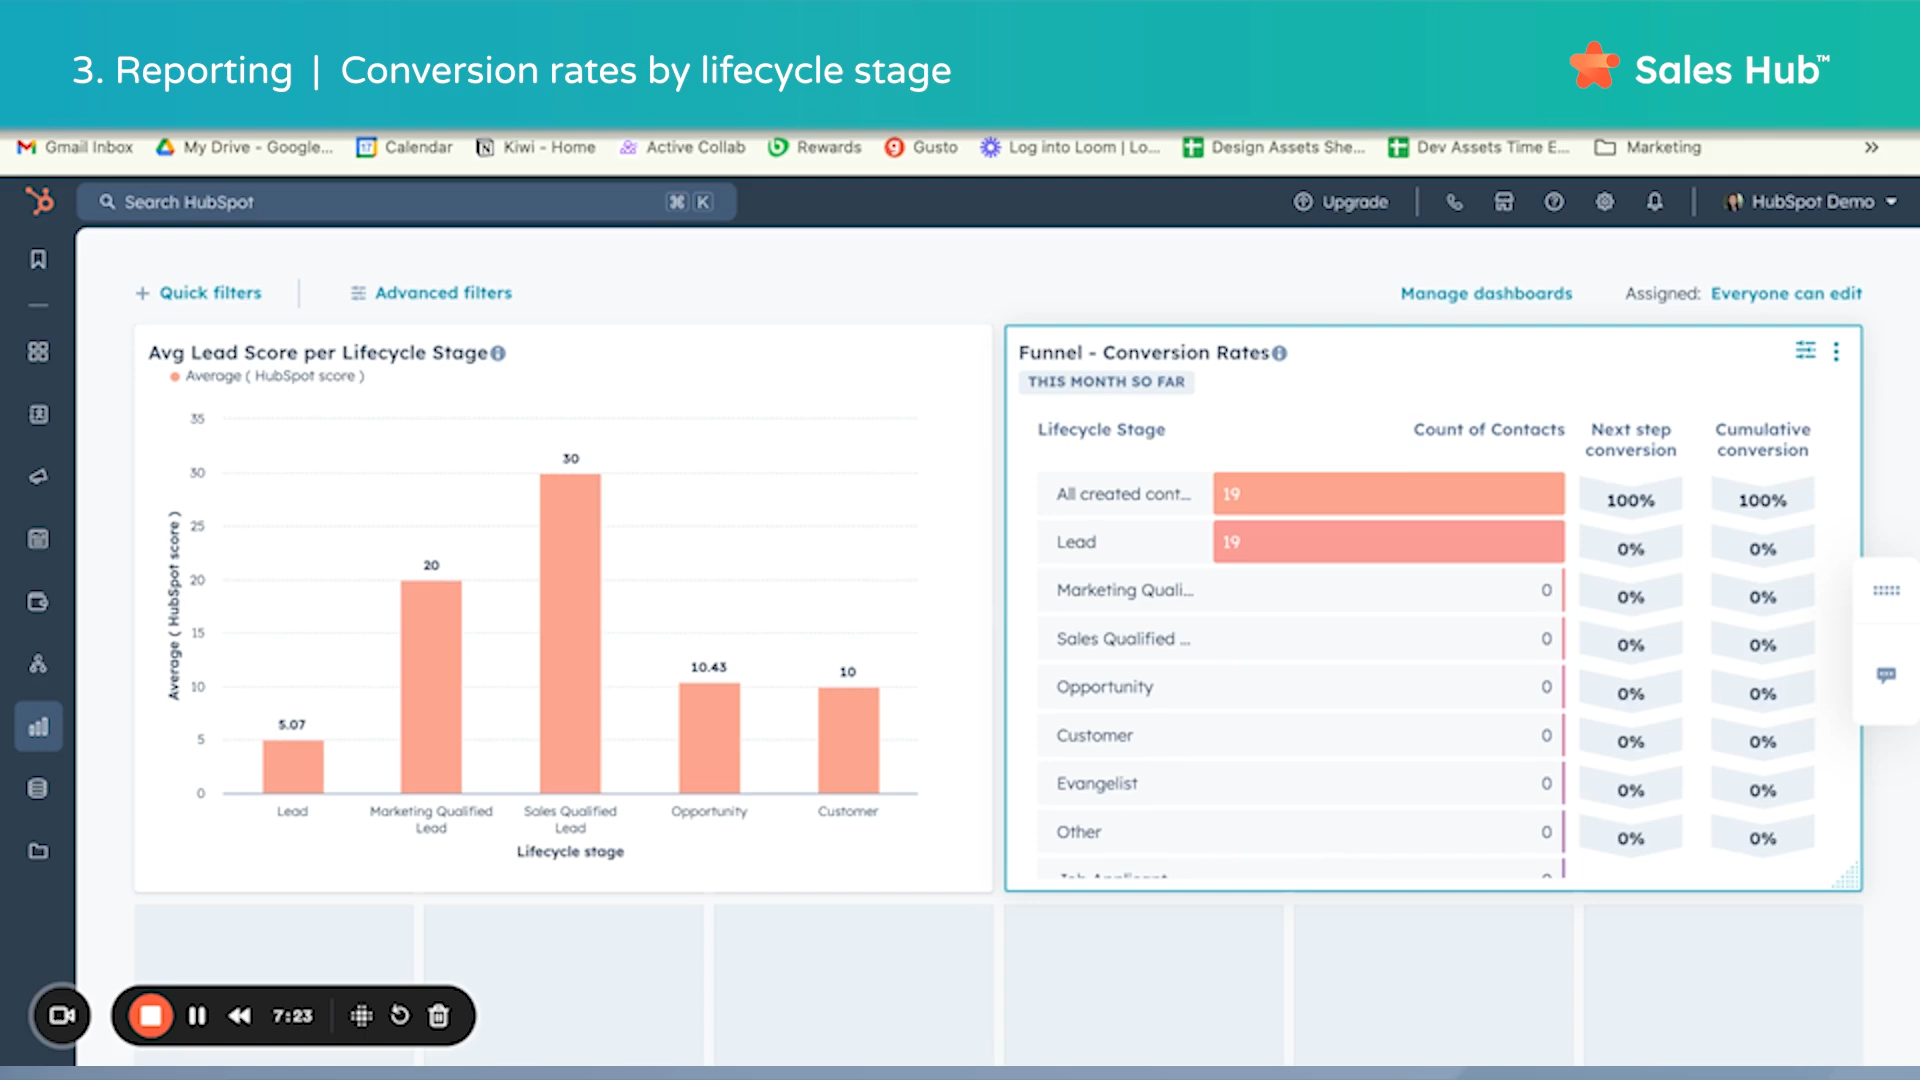 3. Reporting | Conversion rates by lifecycle stage
Sales Hub™
Gmail Inbox
My Drive - Google...
Calendar
Kiwi - Home
Active Collab
Rewards
Gusto
Log into Loom | Lo...
Design Assets She...
Dev Assets Time E...
Marketing
»
Search HubSpot
⌘ K
Upgrade
HubSpot Demo
+ Quick filters
Advanced filters
Manage dashboards
Assigned: Everyone can edit
Avg Lead Score per Lifecycle Stage
Average ( HubSpot score )
35
30
25
20
15
10
5
0
Average ( HubSpot score )
5.07
20
30
10.43
10
Lead
Marketing Qualified
Lead
Sales Qualified
Lead
Opportunity
Customer
Lifecycle stage
Funnel - Conversion Rates
THIS MONTH SO FAR
Lifecycle Stage
Count of Contacts
Next step
conversion
Cumulative
conversion
All created cont... 19 100% 100%
Lead 19 0% 0%
Marketing Quali... 0 0% 0%
Sales Qualified ... 0 0% 0%
Opportunity 0 0% 0%
Customer 0 0% 0%
Evangelist 0 0% 0%
Other 0 0% 0%
7:23